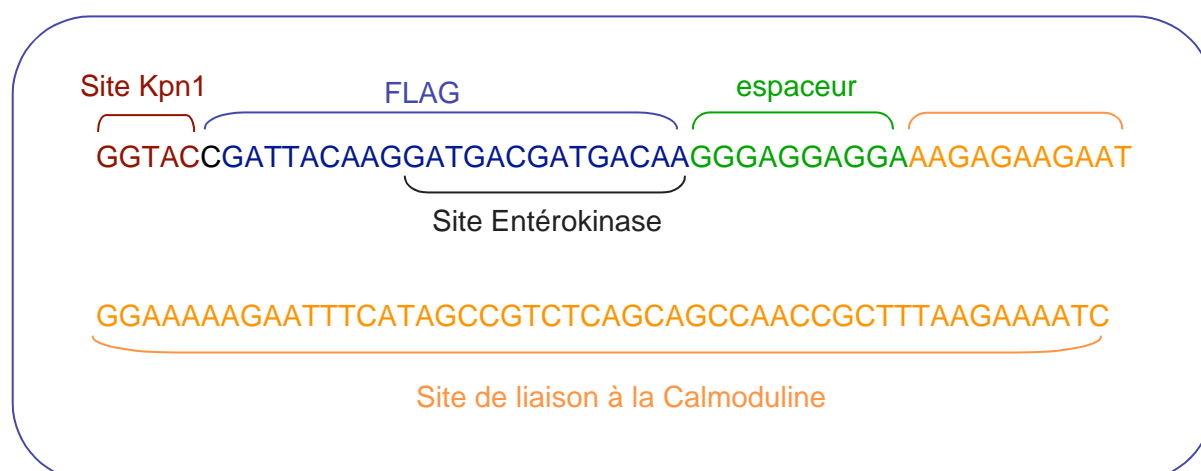 Site Kpn1 FLAG espaceur
GGTACCGATTACAAGGATGACGATGACAAGGGAGGAGGAAAGAGAAGAAT
Site Entérokinase
GGAAAAAGAATTTCATAGCCGTCTCAGCAGCCAACCGCTTTAAGAAAATC
Site de liaison à la Calmoduline